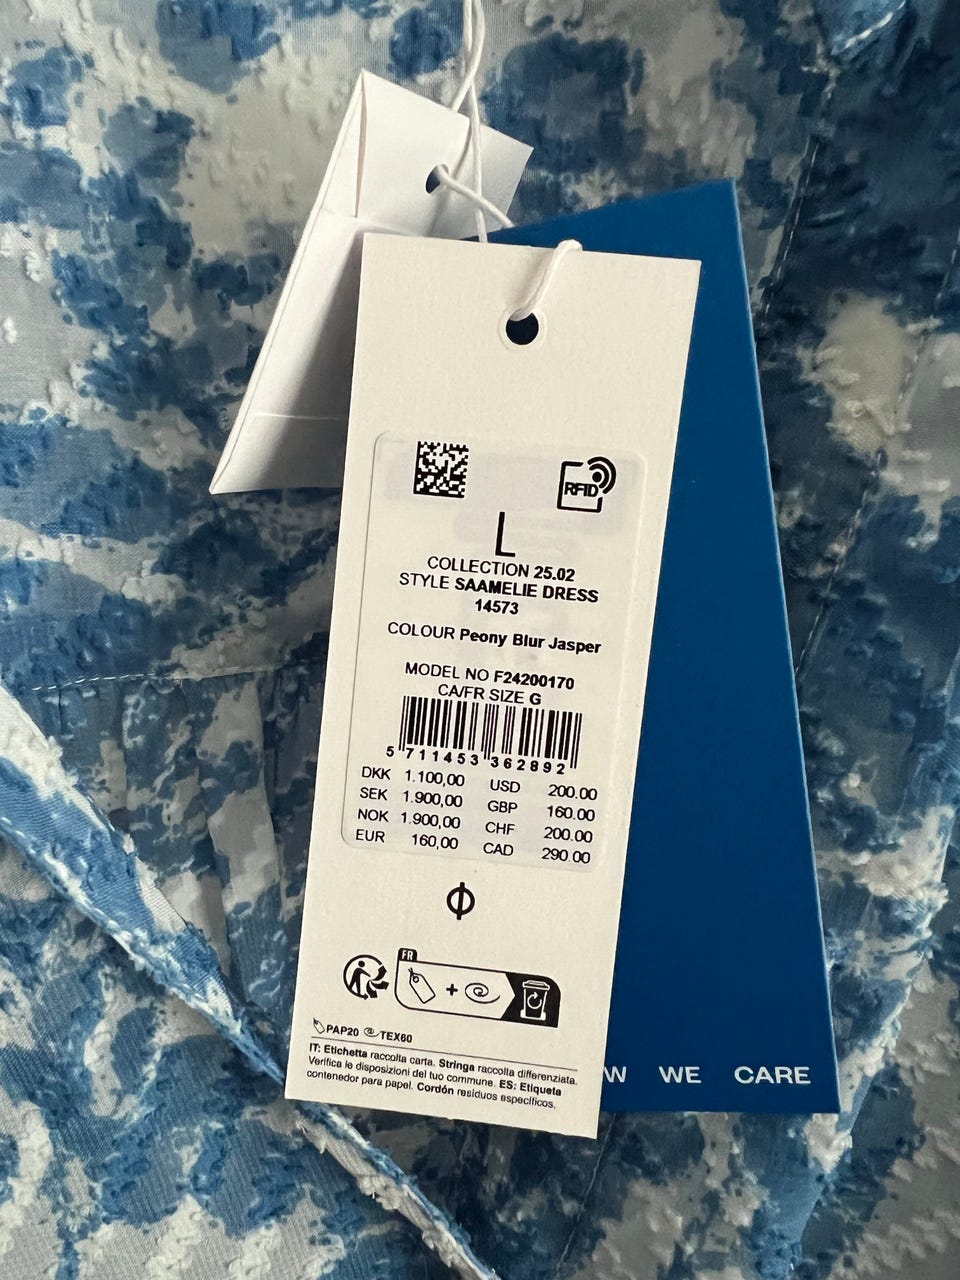 RFID
L
COLLECTION 25.02
STYLE SAAMELIE DRESS
14573
COLOUR Peony Blur Jasper
MODEL NO F24200170
CA/FR SIZE G
5 711453 362892
DKK 1.100,00 USD 200.00
SEK 1.900,00 GBP 160.00
NOK 1.900,00 CHF 200.00
EUR 160,00 CAD 290.00
FR
+
PAP20 TEX60
IT: Etichetta raccolta carta. Stringa raccolta differenziata.
Verifica le disposizioni del tuo commune. ES: Etiqueta
contenedor para papel. Cordón residuos específicos.
W WE CARE